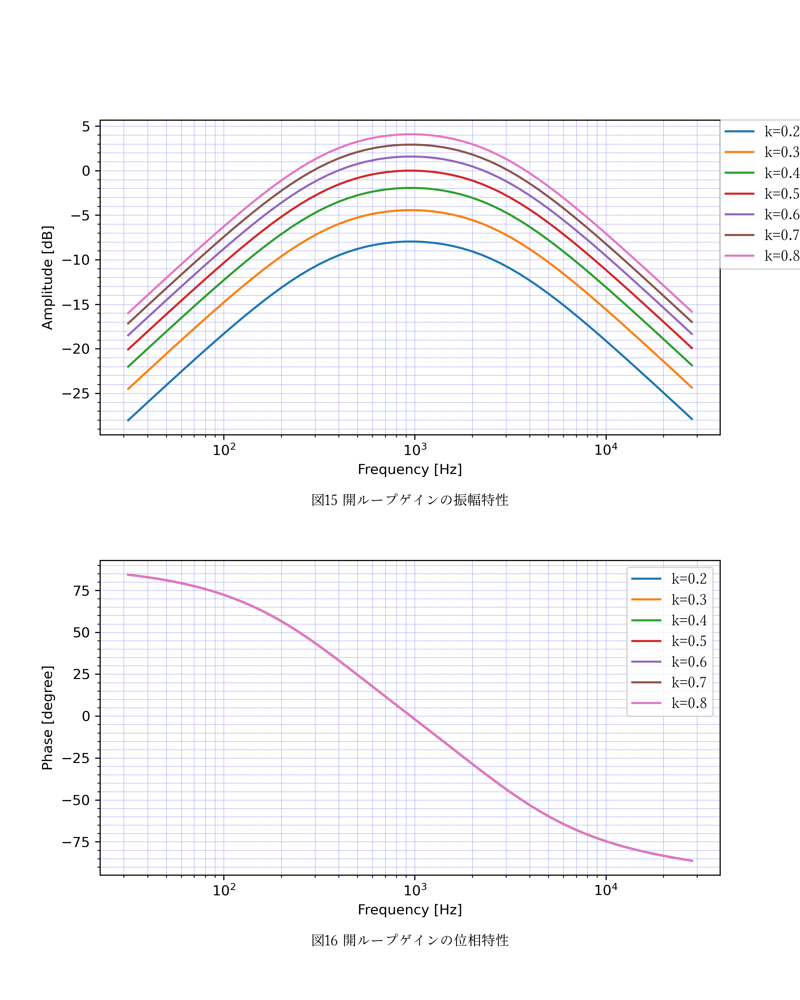 5
0
−5
−10
−15
−20
−25
Amplitude [dB]
10² 10³ 10⁴
Frequency [Hz]
k=0.2
k=0.3
k=0.4
k=0.5
k=0.6
k=0.7
k=0.8
図15 開ループゲインの振幅特性
75
50
25
0
−25
−50
−75
Phase [degree]
10² 10³ 10⁴
Frequency [Hz]
k=0.2
k=0.3
k=0.4
k=0.5
k=0.6
k=0.7
k=0.8
図16 開ループゲインの位相特性